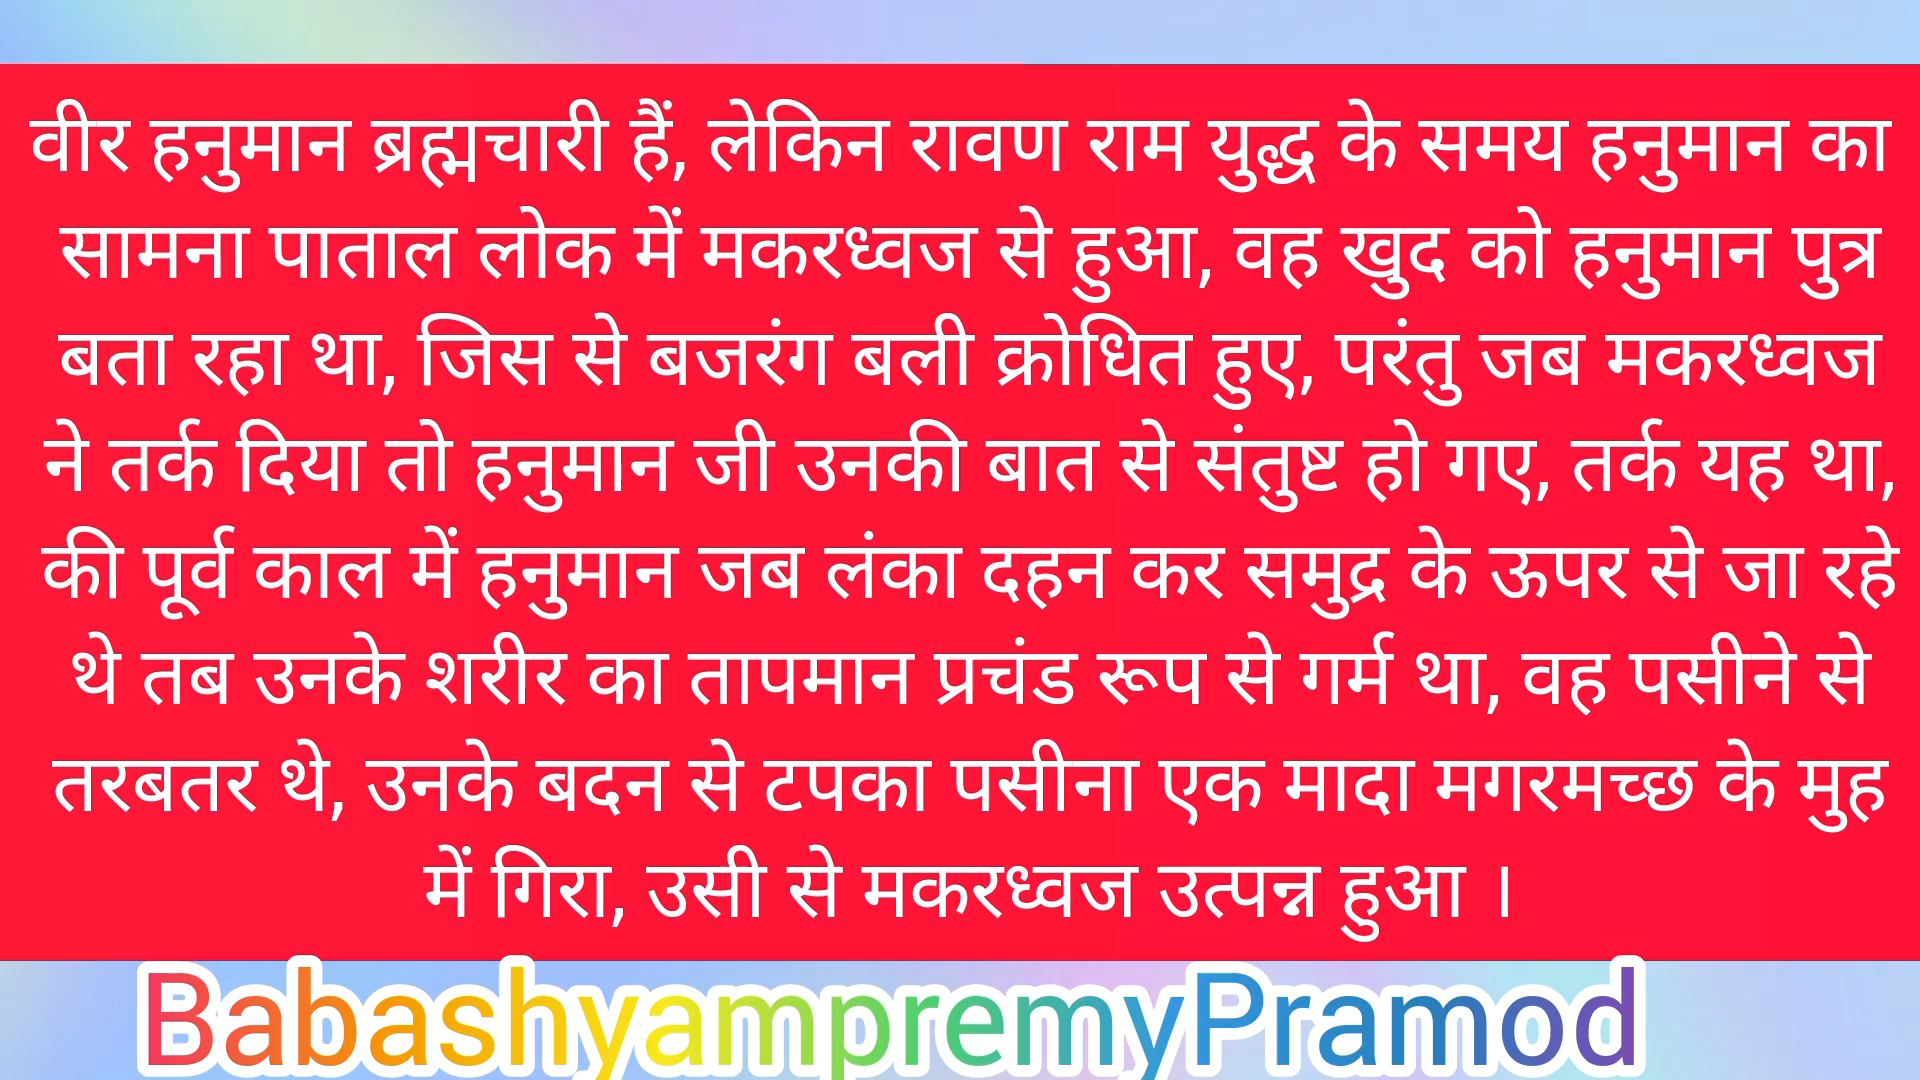 वीर हनुमान ब्रह्मचारी हैं, लेकिन रावण राम युद्ध के समय हनुमान का
सामना पाताल लोक में मकरध्वज से हुआ, वह खुद को हनुमान पुत्र
बता रहा था, जिस से बजरंग बली क्रोधित हुए, परंतु जब मकरध्वज
ने तर्क दिया तो हनुमान जी उनकी बात से संतुष्ट हो गए, तर्क यह था,
की पूर्व काल में हनुमान जब लंका दहन कर समुद्र के ऊपर से जा रहे
थे तब उनके शरीर का तापमान प्रचंड रूप से गर्म था, वह पसीने से
तरबतर थे, उनके बदन से टपका पसीना एक मादा मगरमच्छ के मुह
में गिरा, उसी से मकरध्वज उत्पन्न हुआ ।
BabashyampremyPramod